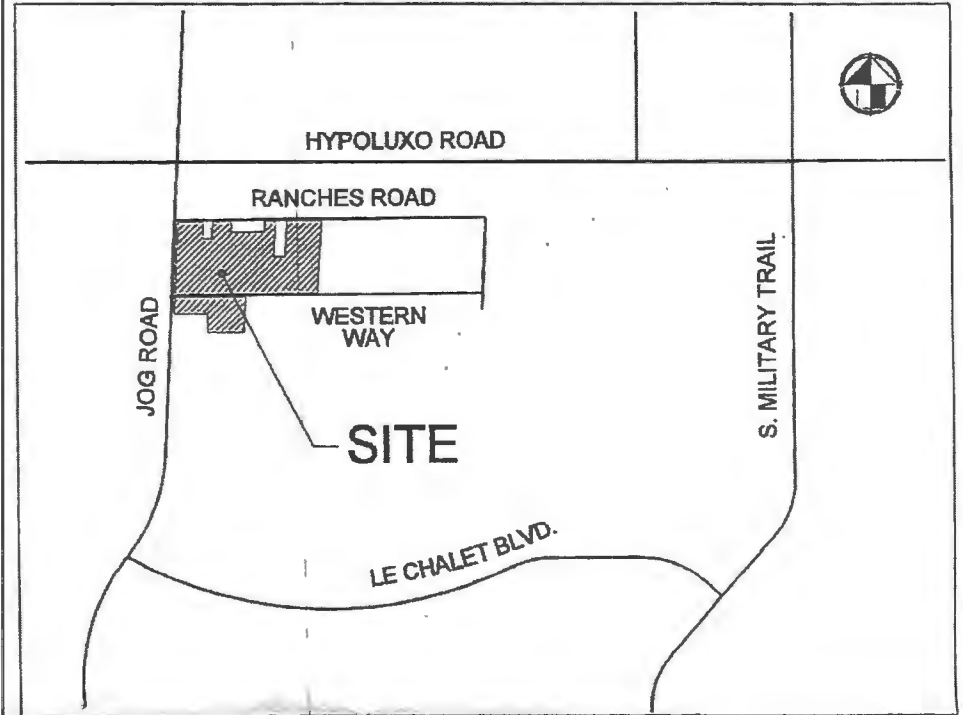 HYPOLUXO ROAD
RANCHES ROAD
WESTERN
WAY
JOG ROAD
S. MILITARY TRAIL
SITE
LE CHALET BLVD.